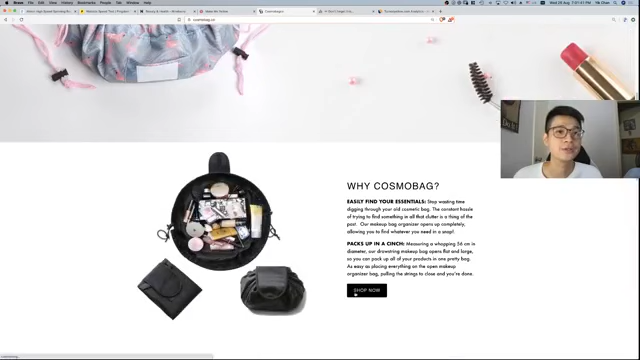 cosmobag.co
WHY COSMOBAG?
EASILY FIND YOUR ESSENTIALS: Stop wasting time
digging through your old cosmetic bag. The constant hassle
of trying to find something in all that clutter is a thing of the
past. Our makeup bag organizer opens up completely,
allowing you to find whatever you need in a snap!
PACKS UP IN A CINCH: Measuring a whopping 56 cm in
diameter, our drawstring makeup bag opens flat and large,
so you can pack up all of your products in one pretty bag.
As easy as placing everything on the open makeup
organizer bag, pulling the strings to close and you're done.
SHOP NOW